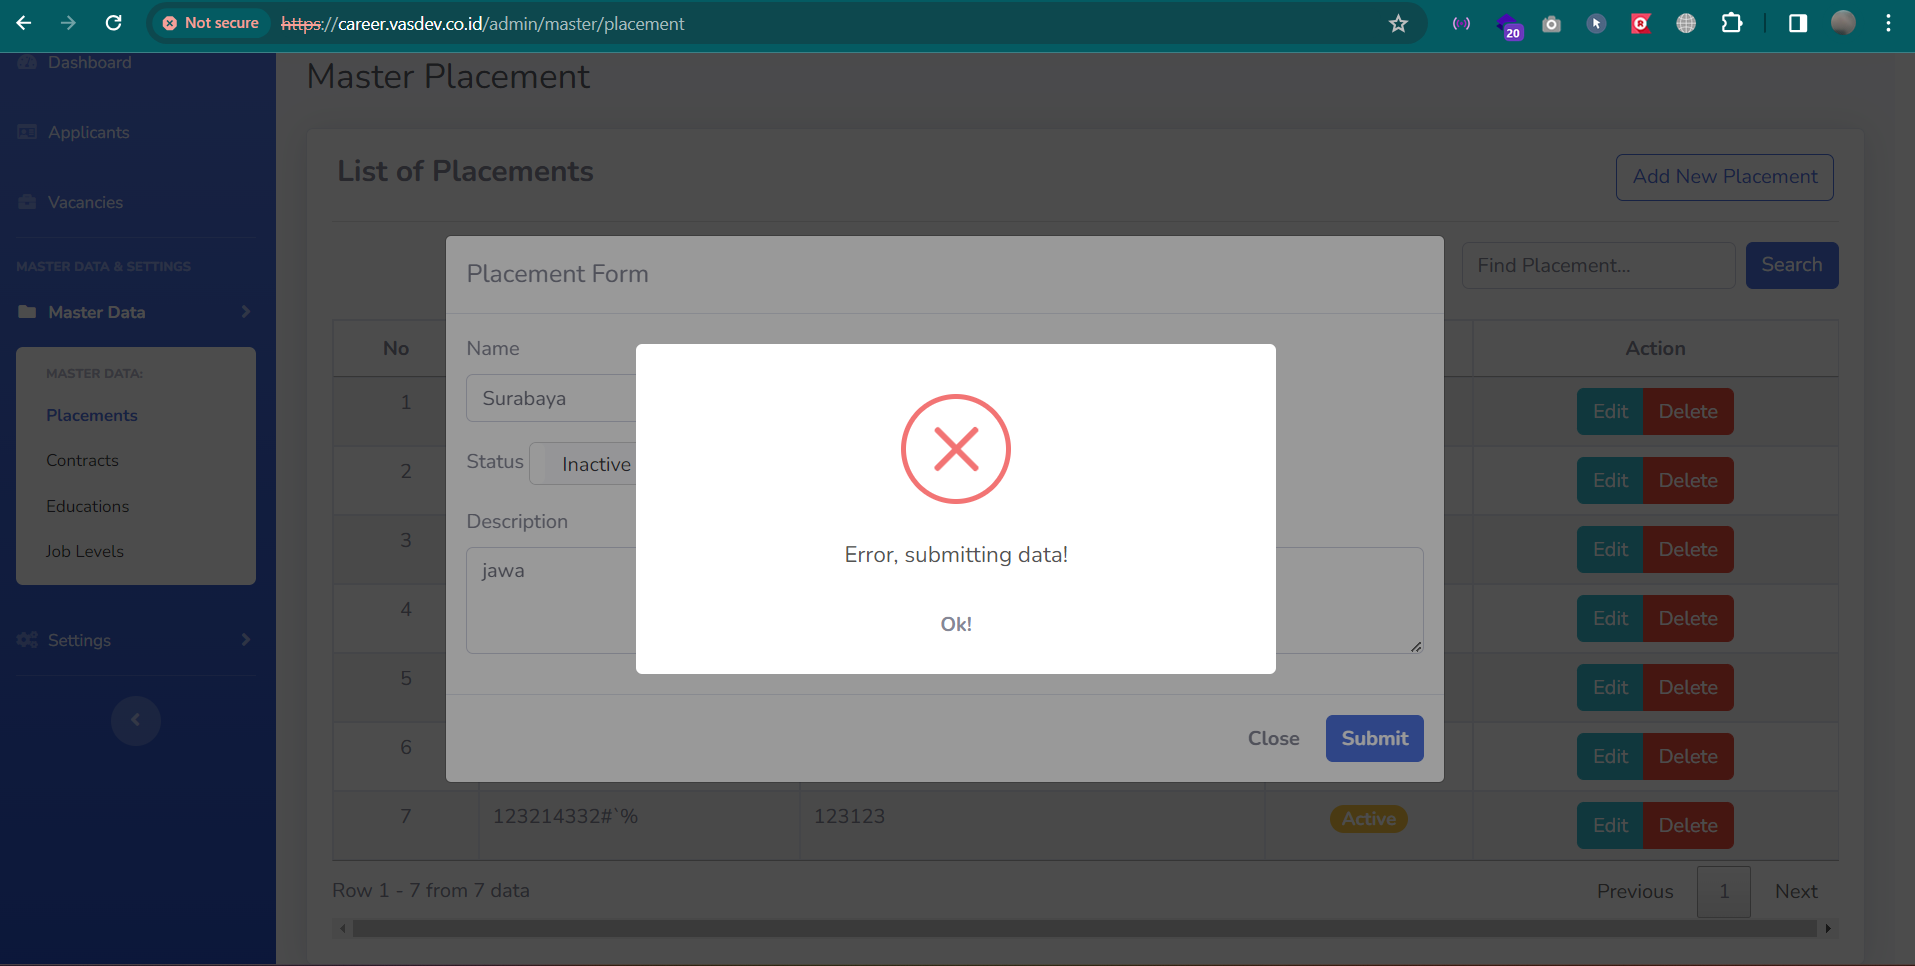 Not secure https://career.vasdev.co.id/admin/master/placement 20
Dashboard
Applicants
Vacancies
MASTER DATA & SETTINGS
Master Data
MASTER DATA:
Placements
Contracts
Educations
Job Levels
Settings
Master Placement
List of Placements
Add New Placement
Find Placement...
Search
No
Action
1
Edit Delete
2
Edit Delete
3
Edit Delete
4
Edit Delete
5
Edit Delete
6
Edit Delete
7 123214332#`% 123123 Active Edit Delete
Row 1 - 7 from 7 data
Previous 1 Next
Placement Form
Name
Surabaya
Status Inactive
Description
jawa
Close Submit
Error, submitting data!
Ok!